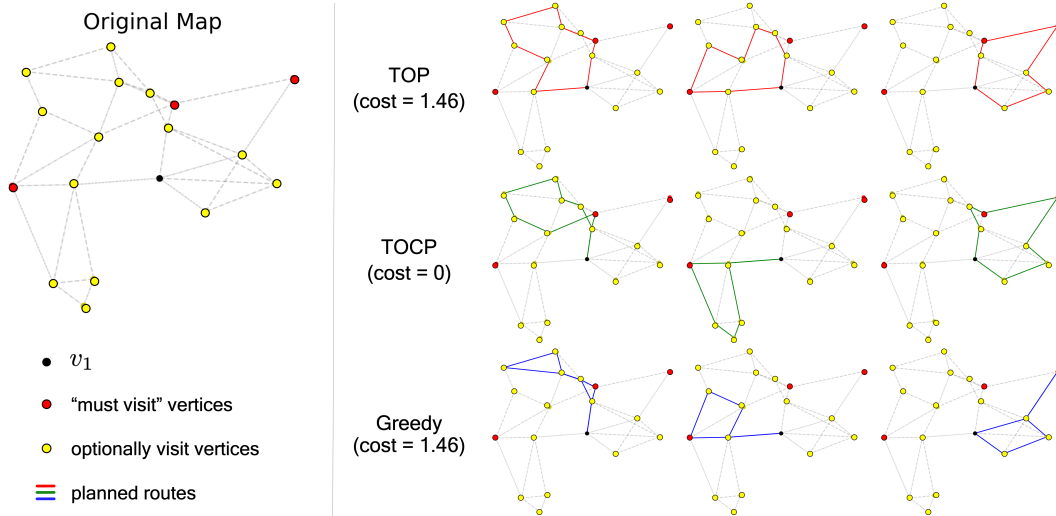 Original Map
v1
“must visit” vertices
optionally visit vertices
planned routes
TOP
(cost = 1.46)
TOCP
(cost = 0)
Greedy
(cost = 1.46)